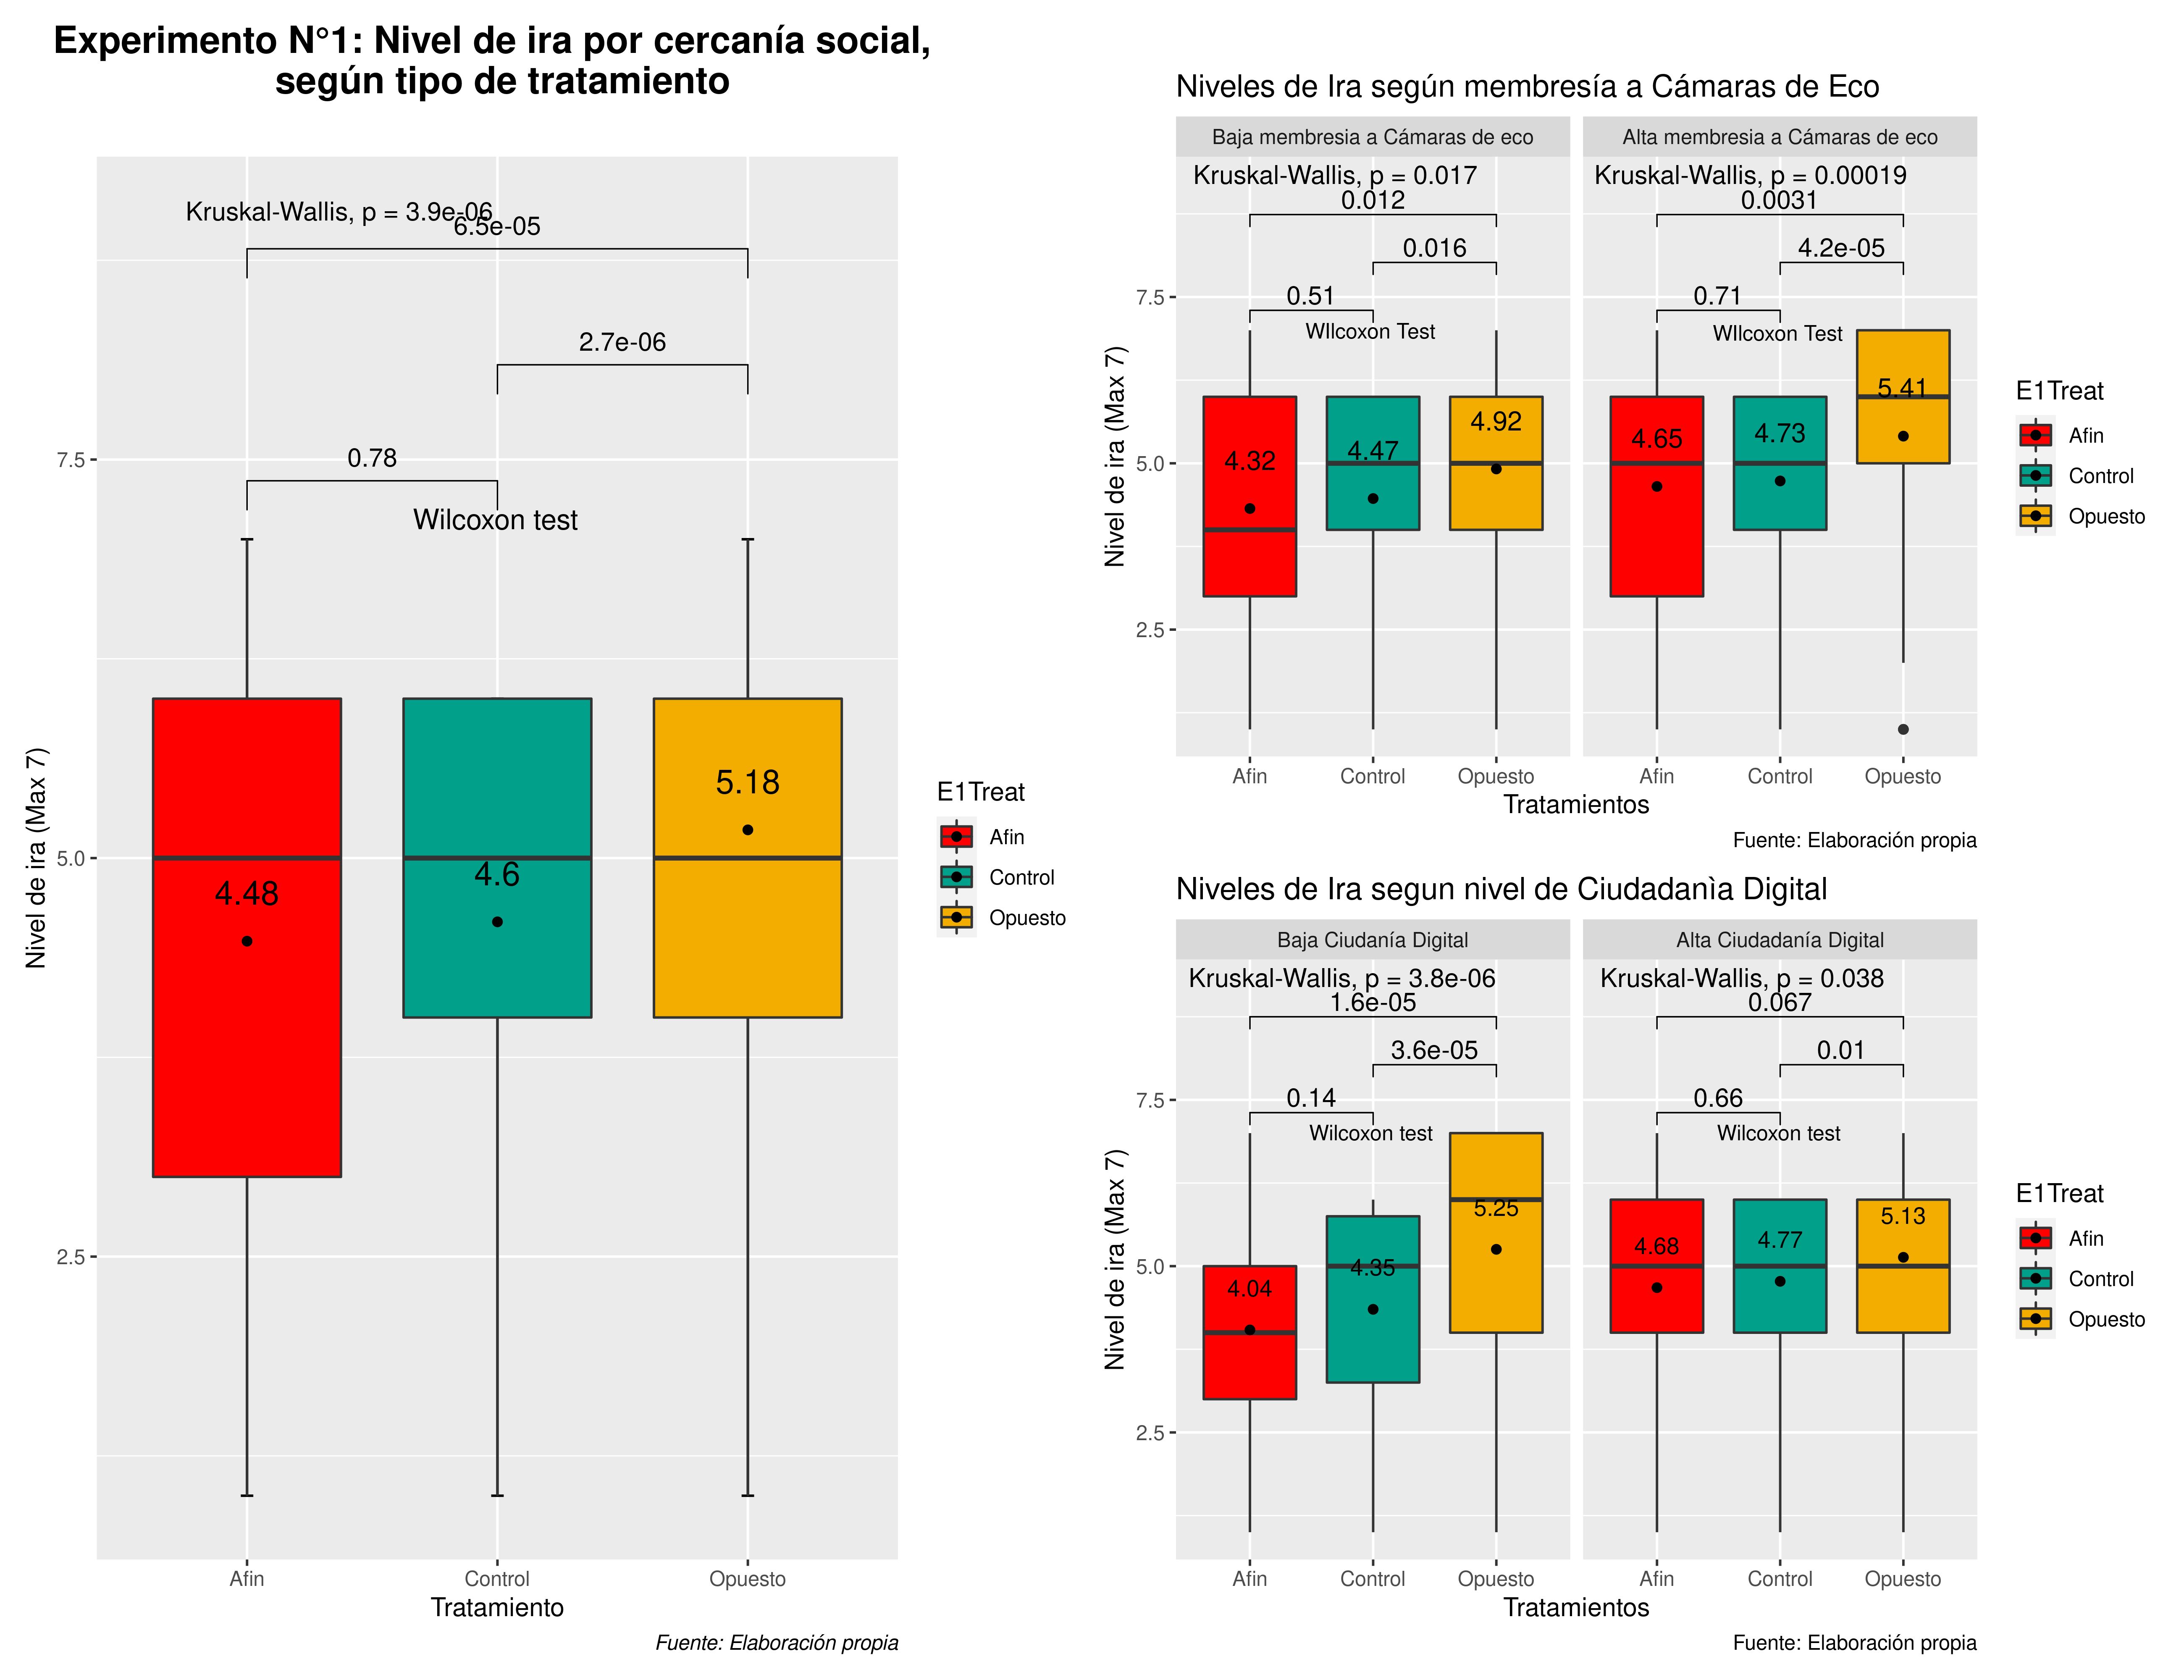 Experimento N°1: Nivel de ira por cercanía social,
según tipo de tratamiento
Kruskal-Wallis, p = 3.9e-06
6.5e-05
2.7e-06
0.78
Wilcoxon test
7.5
5.0
2.5
Nivel de ira (Max 7)
4.48
4.6
5.18
Afin
Control
Opuesto
Tratamiento
Fuente: Elaboración propia
E1Treat
Afin
Control
Opuesto
Niveles de Ira según membresía a Cámaras de Eco
Baja membresia a Cámaras de eco
Kruskal-Wallis, p = 0.017
0.012
0.016
0.51
WIlcoxon Test
4.32
4.47
4.92
Alta membresia a Cámaras de eco
Kruskal-Wallis, p = 0.00019
0.0031
4.2e-05
0.71
WIlcoxon Test
4.65
4.73
5.41
7.5
5.0
2.5
Nivel de ira (Max 7)
Afin
Control
Opuesto
Afin
Control
Opuesto
Tratamientos
Fuente: Elaboración propia
E1Treat
Afin
Control
Opuesto
Niveles de Ira segun nivel de Ciudadanìa Digital
Baja Ciudanía Digital
Kruskal-Wallis, p = 3.8e-06
1.6e-05
3.6e-05
0.14
Wilcoxon test
4.04
4.35
5.25
Alta Ciudadanía Digital
Kruskal-Wallis, p = 0.038
0.067
0.01
0.66
Wilcoxon test
4.68
4.77
5.13
7.5
5.0
2.5
Nivel de ira (Max 7)
Afin
Control
Opuesto
Afin
Control
Opuesto
Tratamientos
Fuente: Elaboración propia
E1Treat
Afin
Control
Opuesto